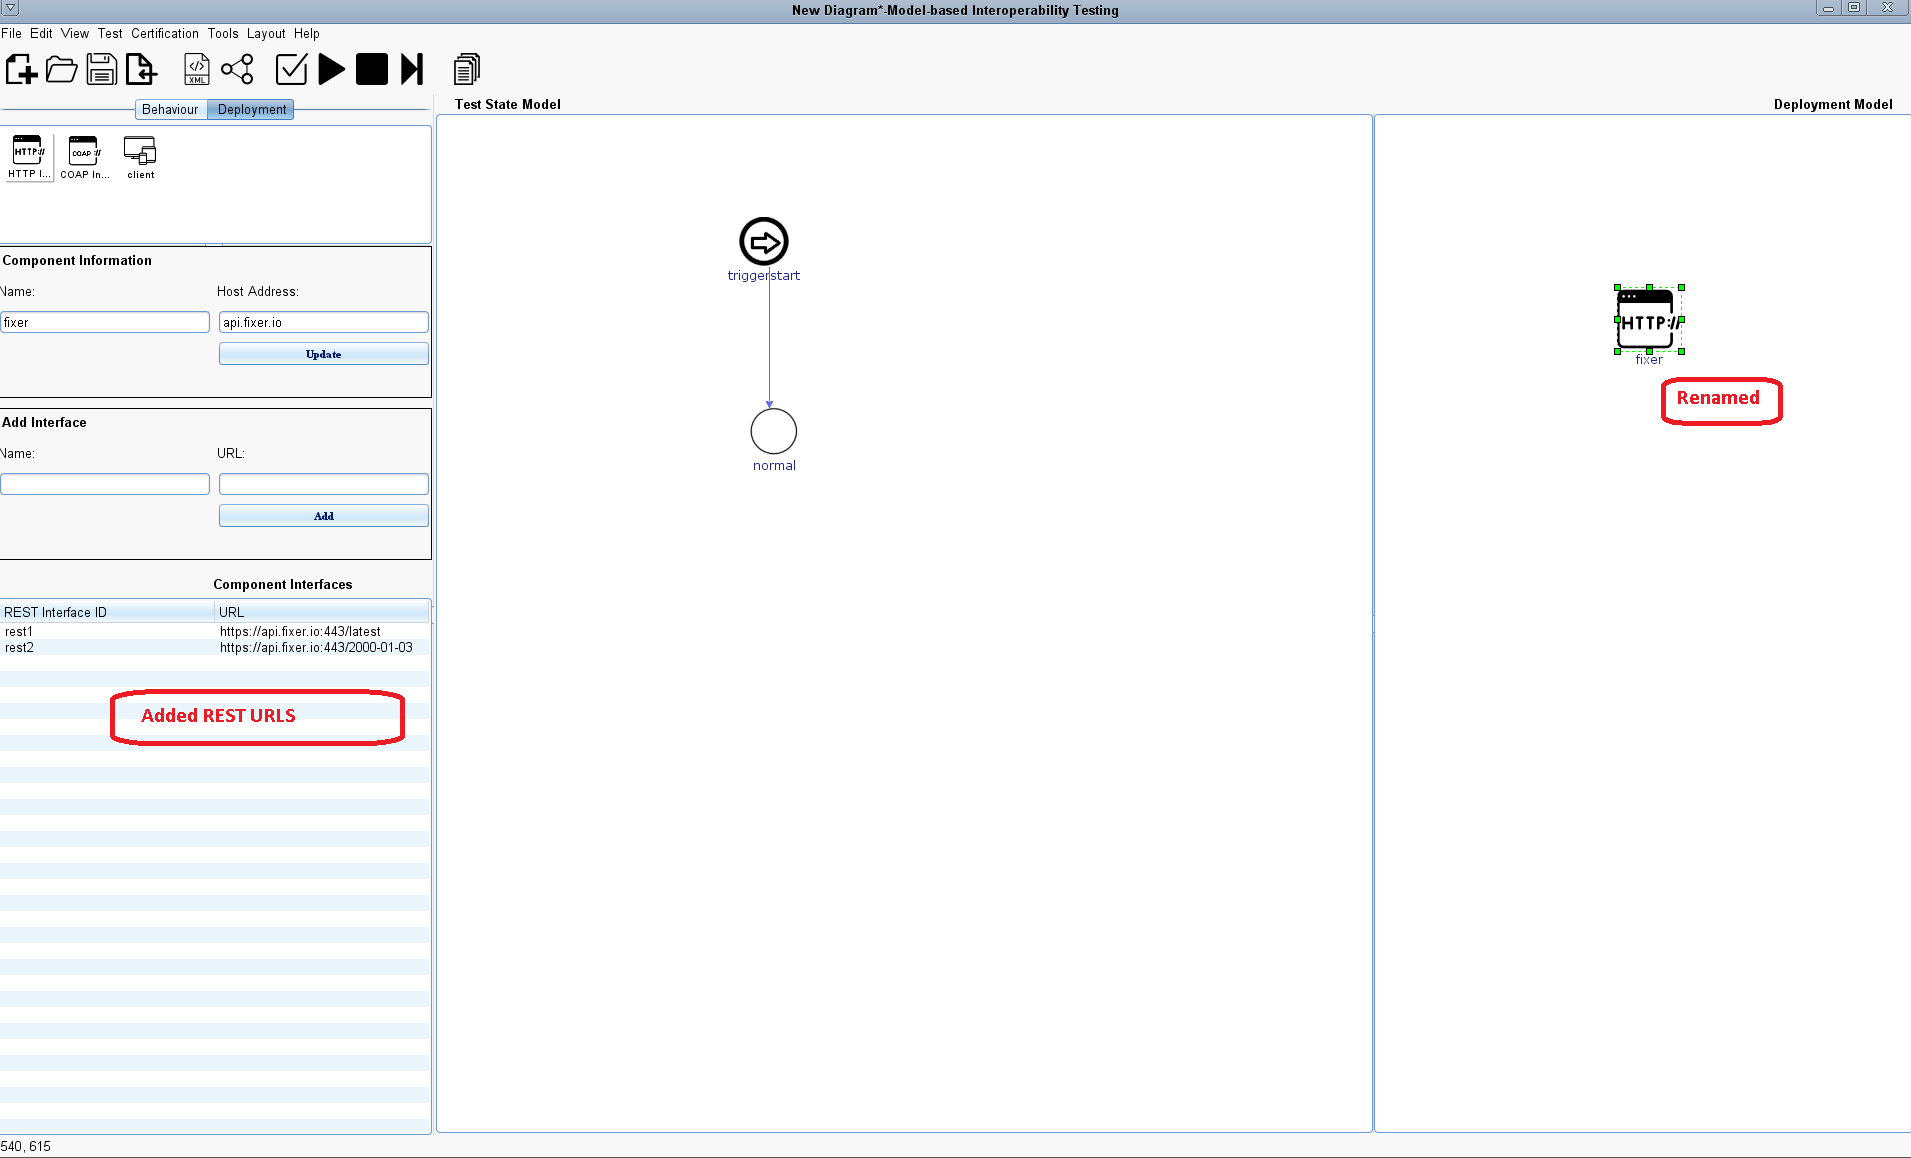 New Diagram*-Model-based Interoperability Testing
File Edit View Test Certification Tools Layout Help
XML
Behaviour Deployment
Test State Model
Deployment Model
HTTP://
COAP://
HTTP I... COAP In... client
Component Information
Name: Host Address:
fixer api.fixer.io
Update
Add Interface
Name: URL:
Add
Component Interfaces
REST Interface ID URL
rest1 https://api.fixer.io:443/latest
rest2 https://api.fixer.io:443/2000-01-03
Added REST URLS
triggerstart
normal
HTTP://
fixer
Renamed
540, 615